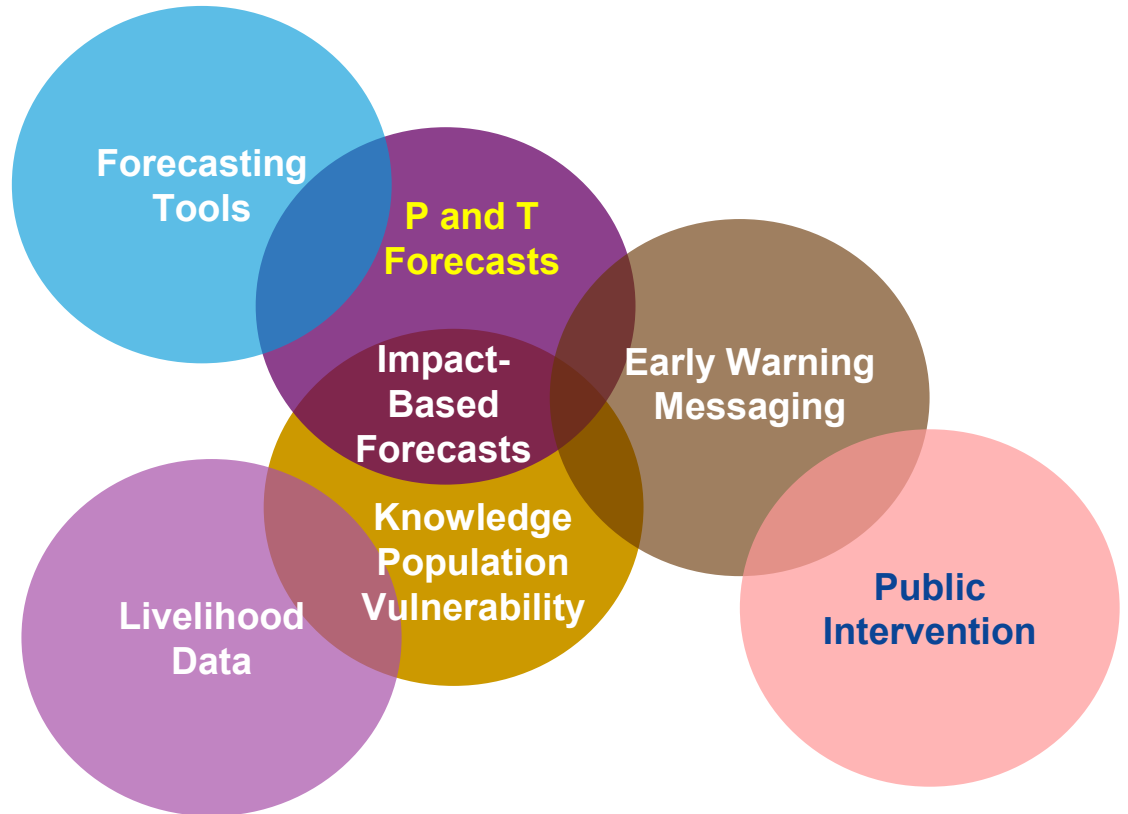 Forecasting
Tools
P and T
Forecasts
Impact-
Based
Forecasts
Early Warning
Messaging
Knowledge
Population
Vulnerability
Livelihood
Data
Public
Intervention